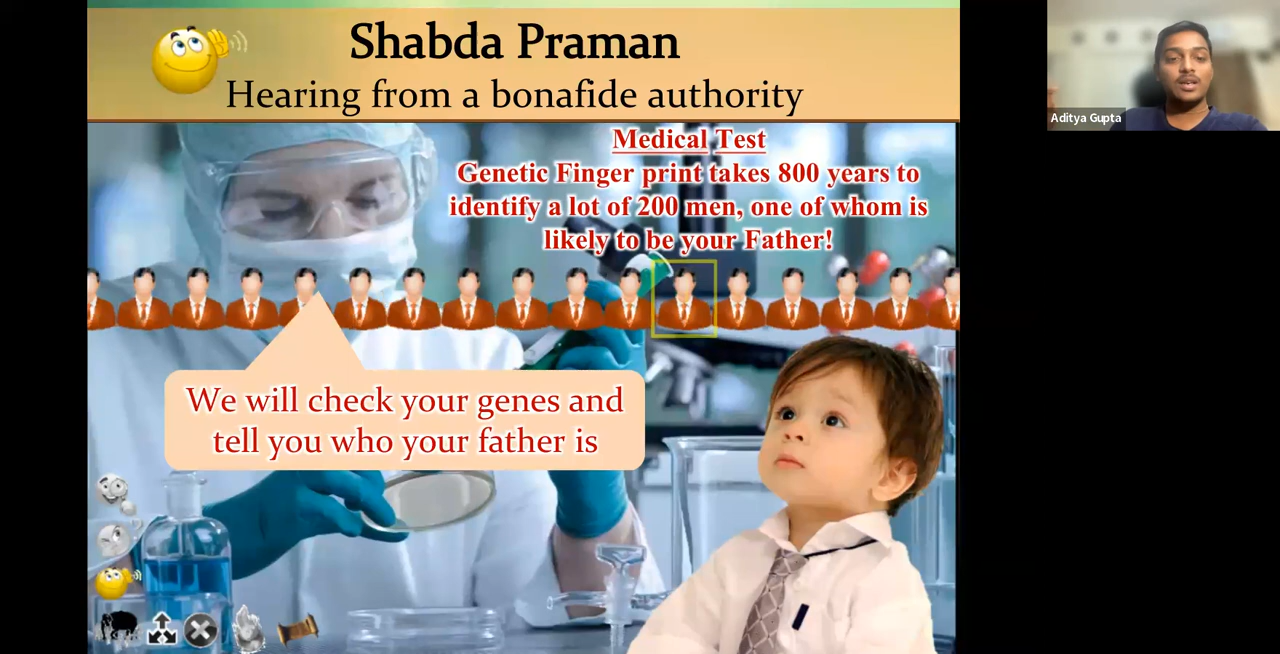 Shabda Praman
Hearing from a bonafide authority
Medical Test
Genetic Finger print takes 800 years to
identify a lot of 200 men, one of whom is
likely to be your Father!
We will check your genes and
tell you who your father is
Aditya Gupta